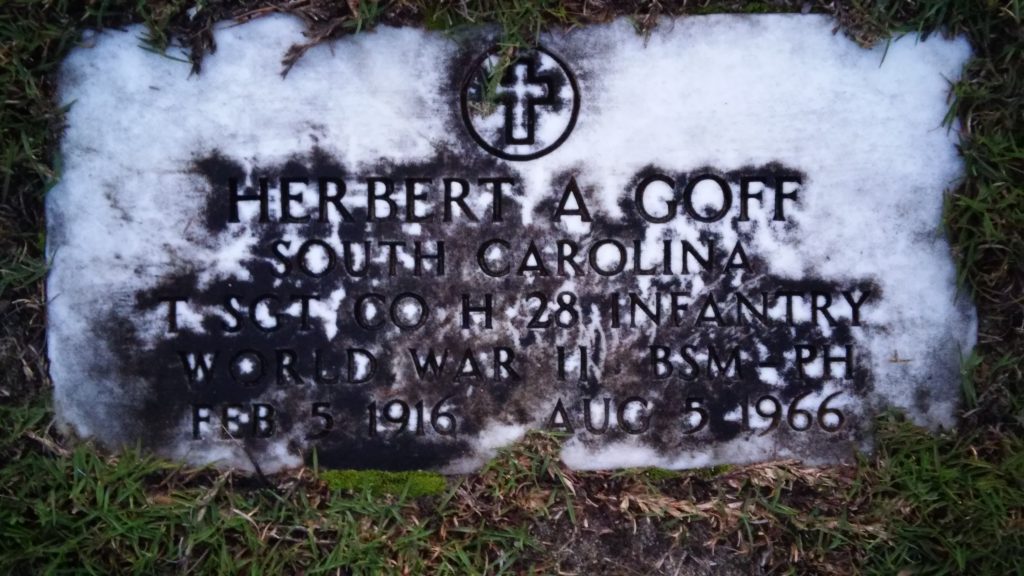 HERBERT A GOFF
SOUTH CAROLINA
T SGT CO H 28 INFANTRY
WORLD WAR II BSM-PH
FEB 5 1916 AUG 5 1966